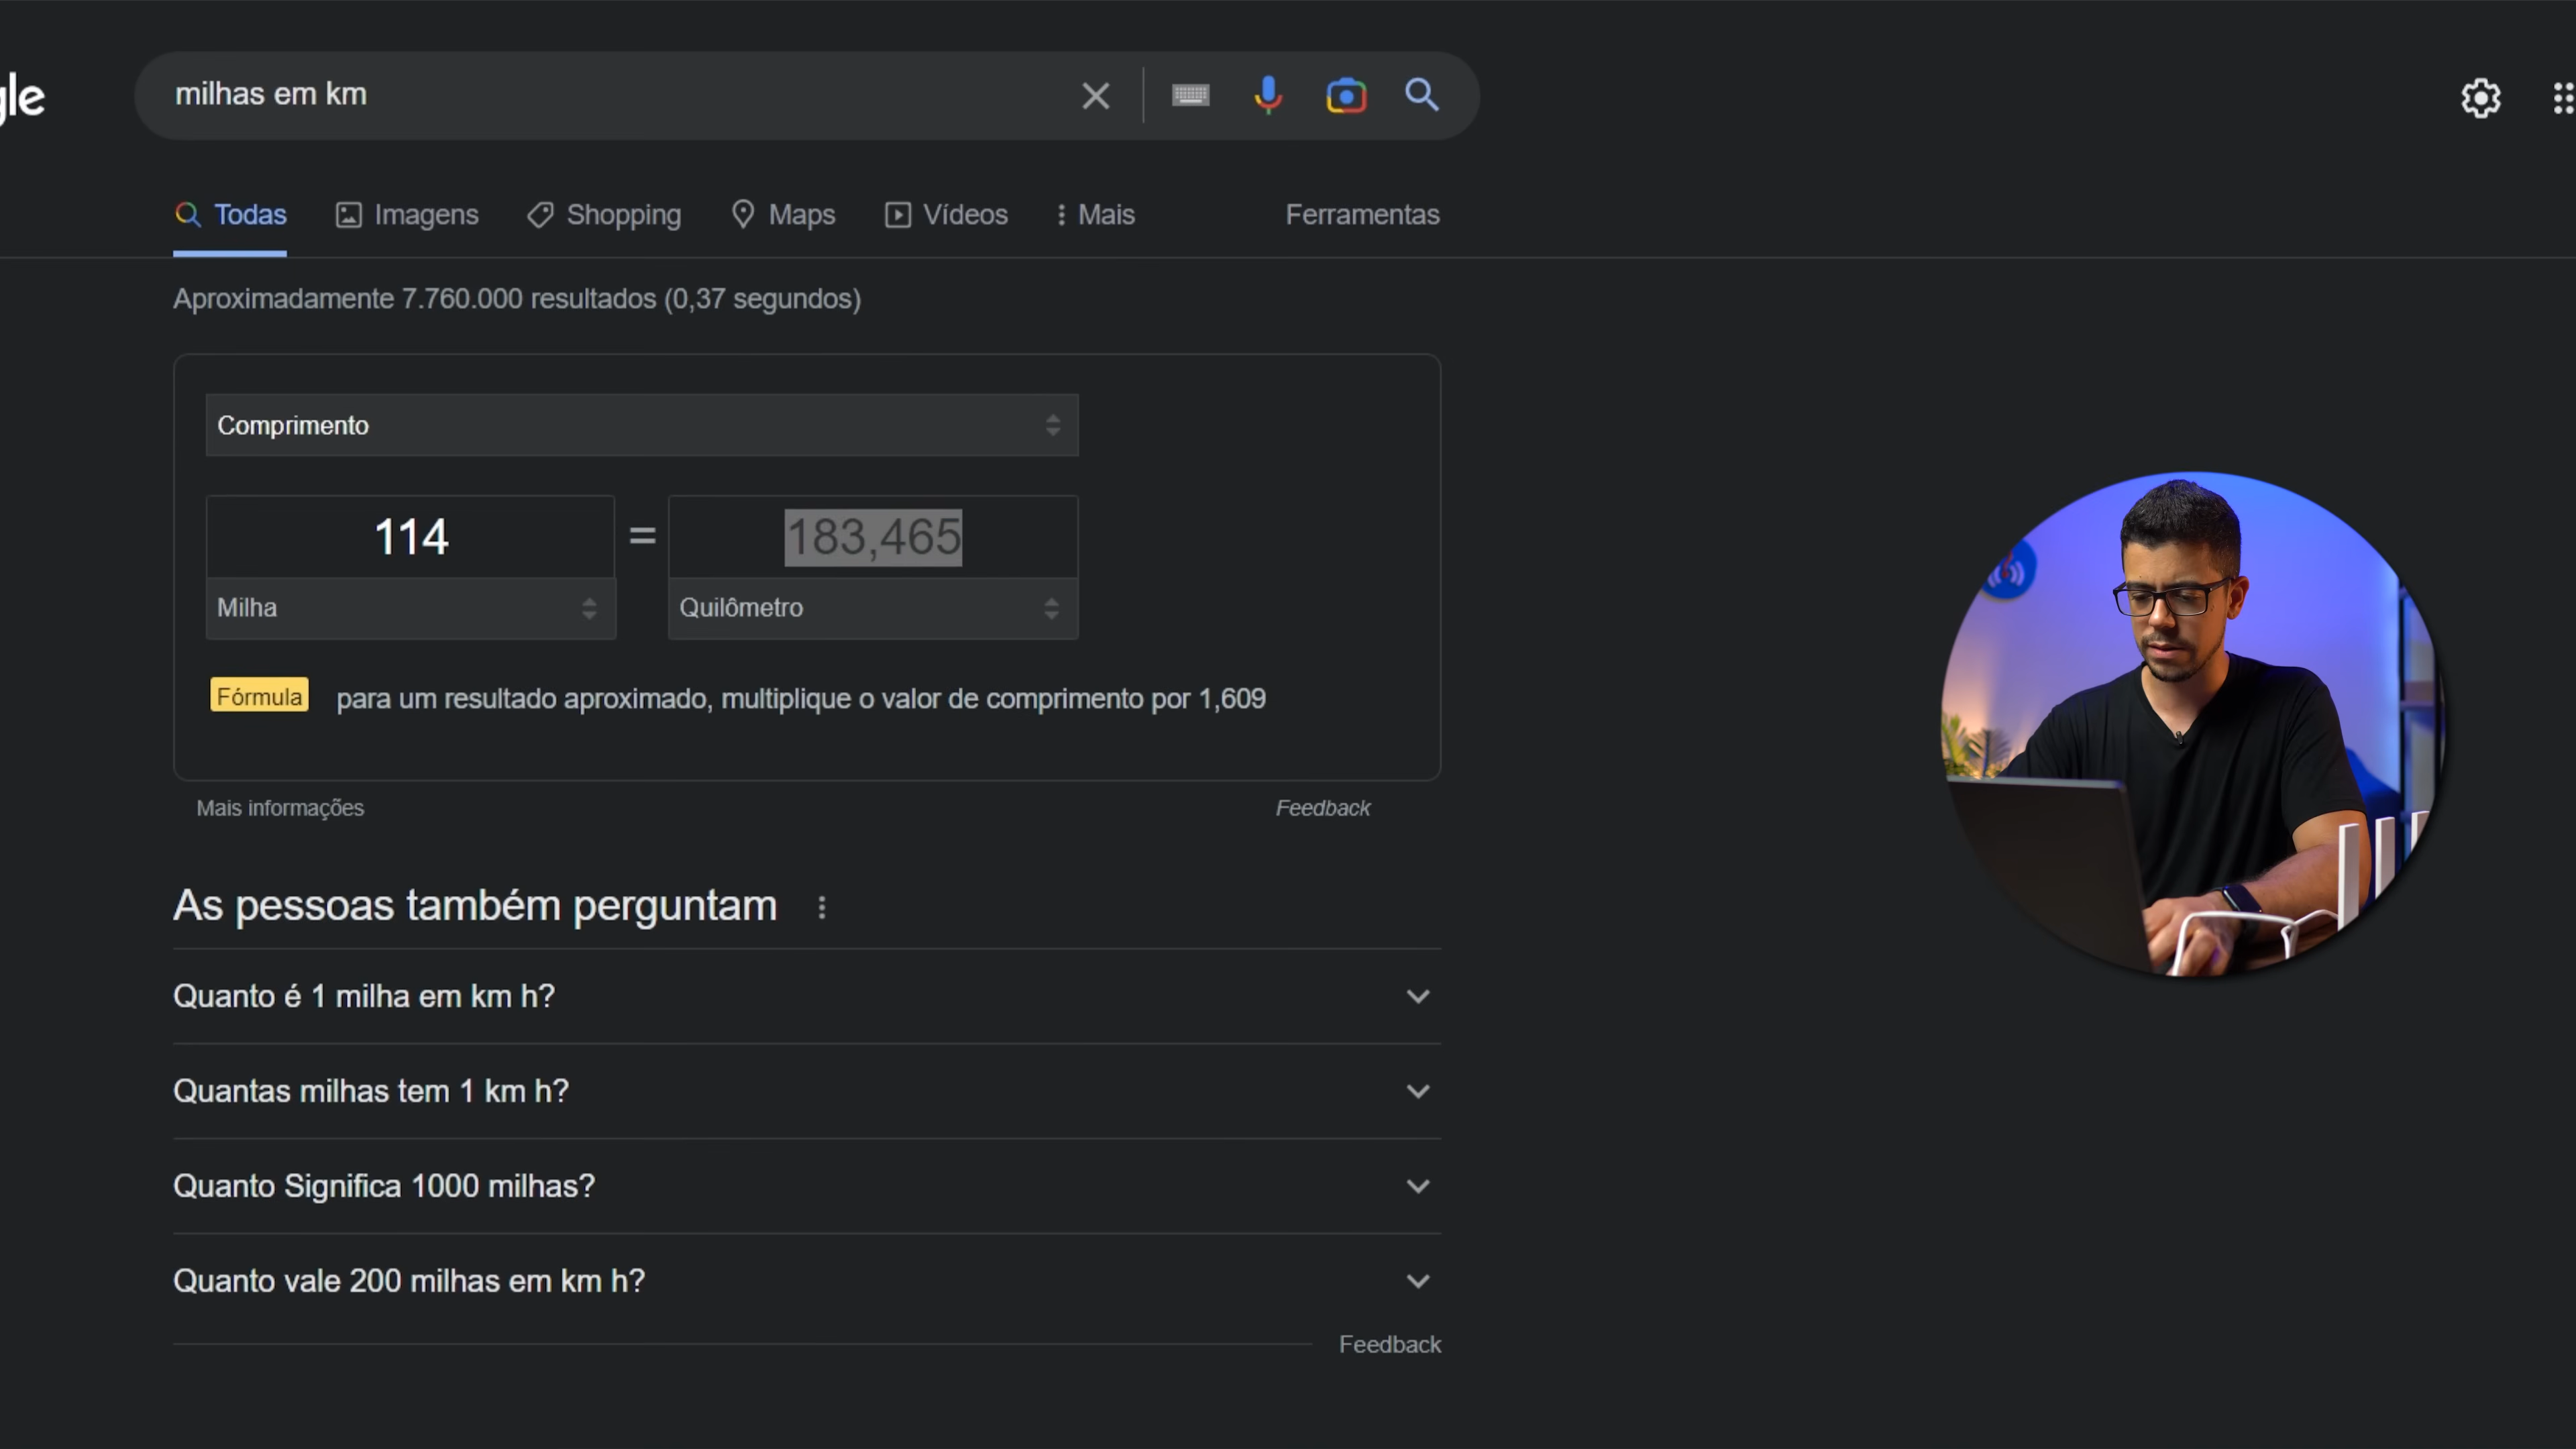 gle
milhas em km
Todas
Imagens
Shopping
Maps
Vídeos
Mais
Ferramentas
Aproximadamente 7.760.000 resultados (0,37 segundos)
Comprimento
114 = 183,465
Milha
Quilômetro
Fórmula para um resultado aproximado, multiplique o valor de comprimento por 1,609
Mais informações
Feedback
As pessoas também perguntam
Quanto é 1 milha em km h?
Quantas milhas tem 1 km h?
Quanto Significa 1000 milhas?
Quanto vale 200 milhas em km h?
Feedback